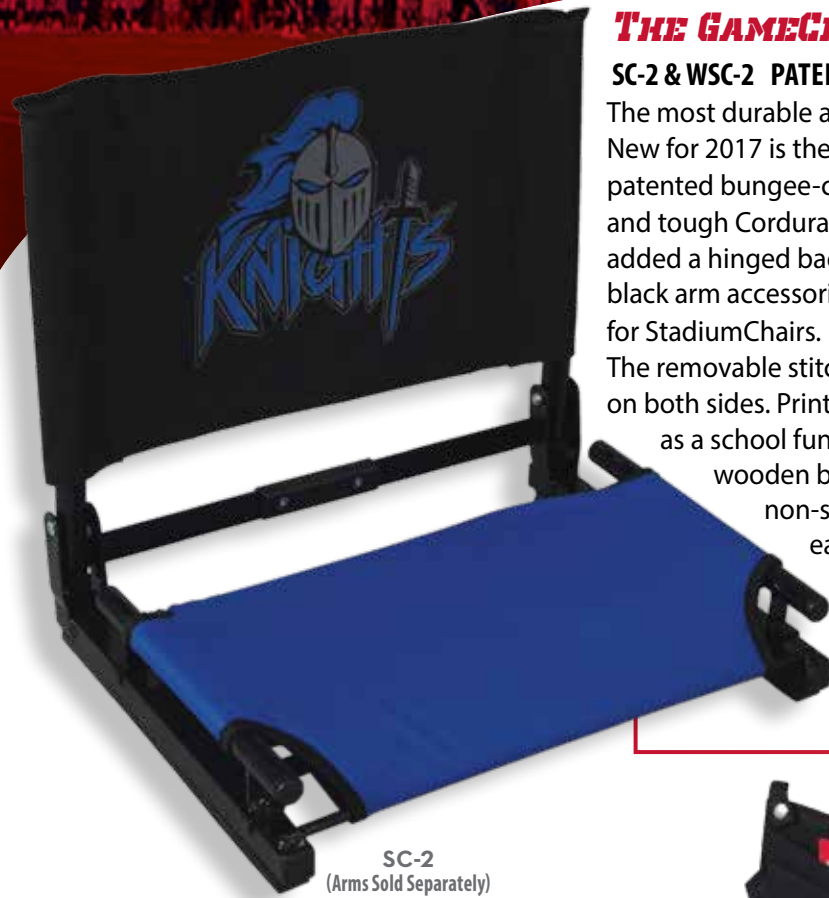 THE GAMEC
SC-2 & WSC-2 PATE
The most durable a
New for 2017 is the
patented bungee-c
and tough Cordura
added a hinged bac
black arm accessori
for StadiumChairs.
The removable stitc
on both sides. Print
as a school fun
wooden b
non-s
ea
KNIGHTS
SC-2
(Arms Sold Separately)